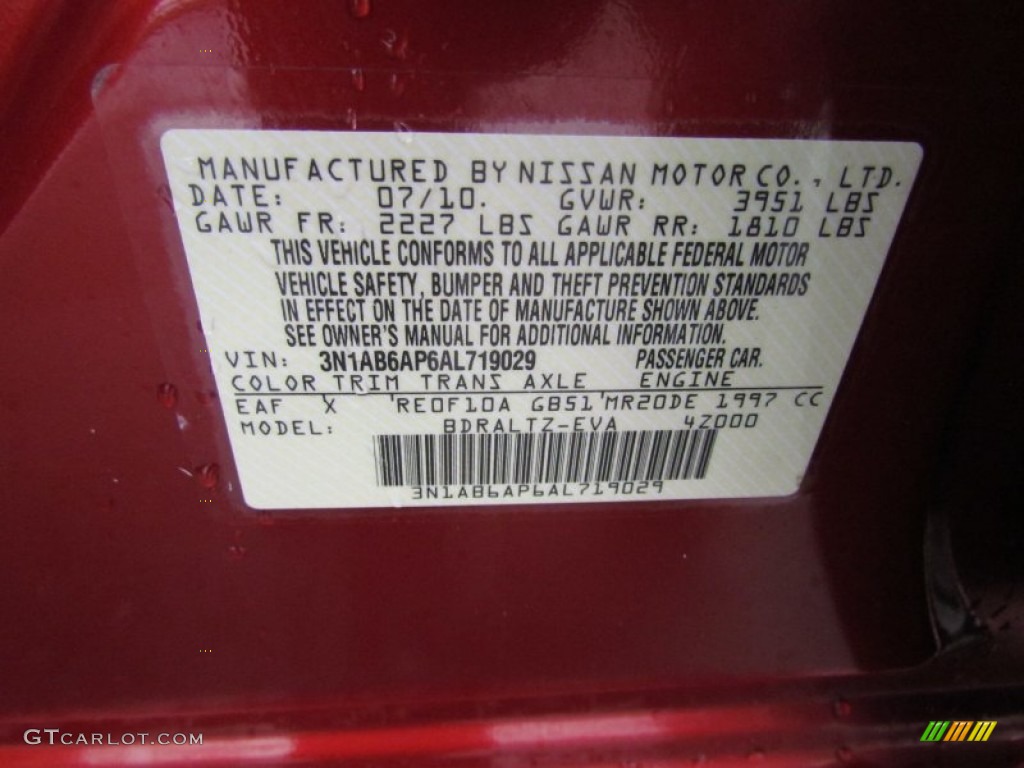 MANUFACTURED BY NISSAN MOTOR CO., LTD.
DATE: 07/10. GVWR: 3951 LBS
GAWR FR: 2227 LBS GAWR RR: 1810 LBS
THIS VEHICLE CONFORMS TO ALL APPLICABLE FEDERAL MOTOR
VEHICLE SAFETY, BUMPER AND THEFT PREVENTION STANDARDS
IN EFFECT ON THE DATE OF MANUFACTURE SHOWN ABOVE.
SEE OWNER'S MANUAL FOR ADDITIONAL INFORMATION.
VIN: 3N1AB6AP6AL719029 PASSENGER CAR.
COLOR TRIM TRANS AXLE ENGINE
EAF X 'RE0F10A GB51'MR20DE 1997 CC
MODEL: BDRALTZ-EVA 4Z000
3N1AB6AP6AL719029
GTCARLOT.COM